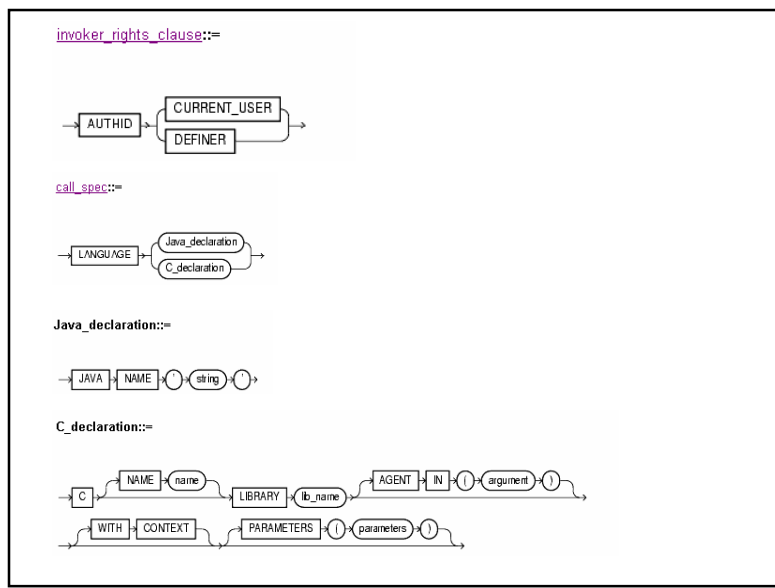 invoker_rights_clause::=
CURRENT_USER
AUTHID
DEFINER
call_spec::=
Java_declaration
LANGUAGE
C_declaration
Java_declaration::=
JAVA NAME ' string '
C_declaration::=
NAME name AGENT IN ( argument )
C LIBRARY lib_name
WITH CONTEXT PARAMETERS ( parameters )